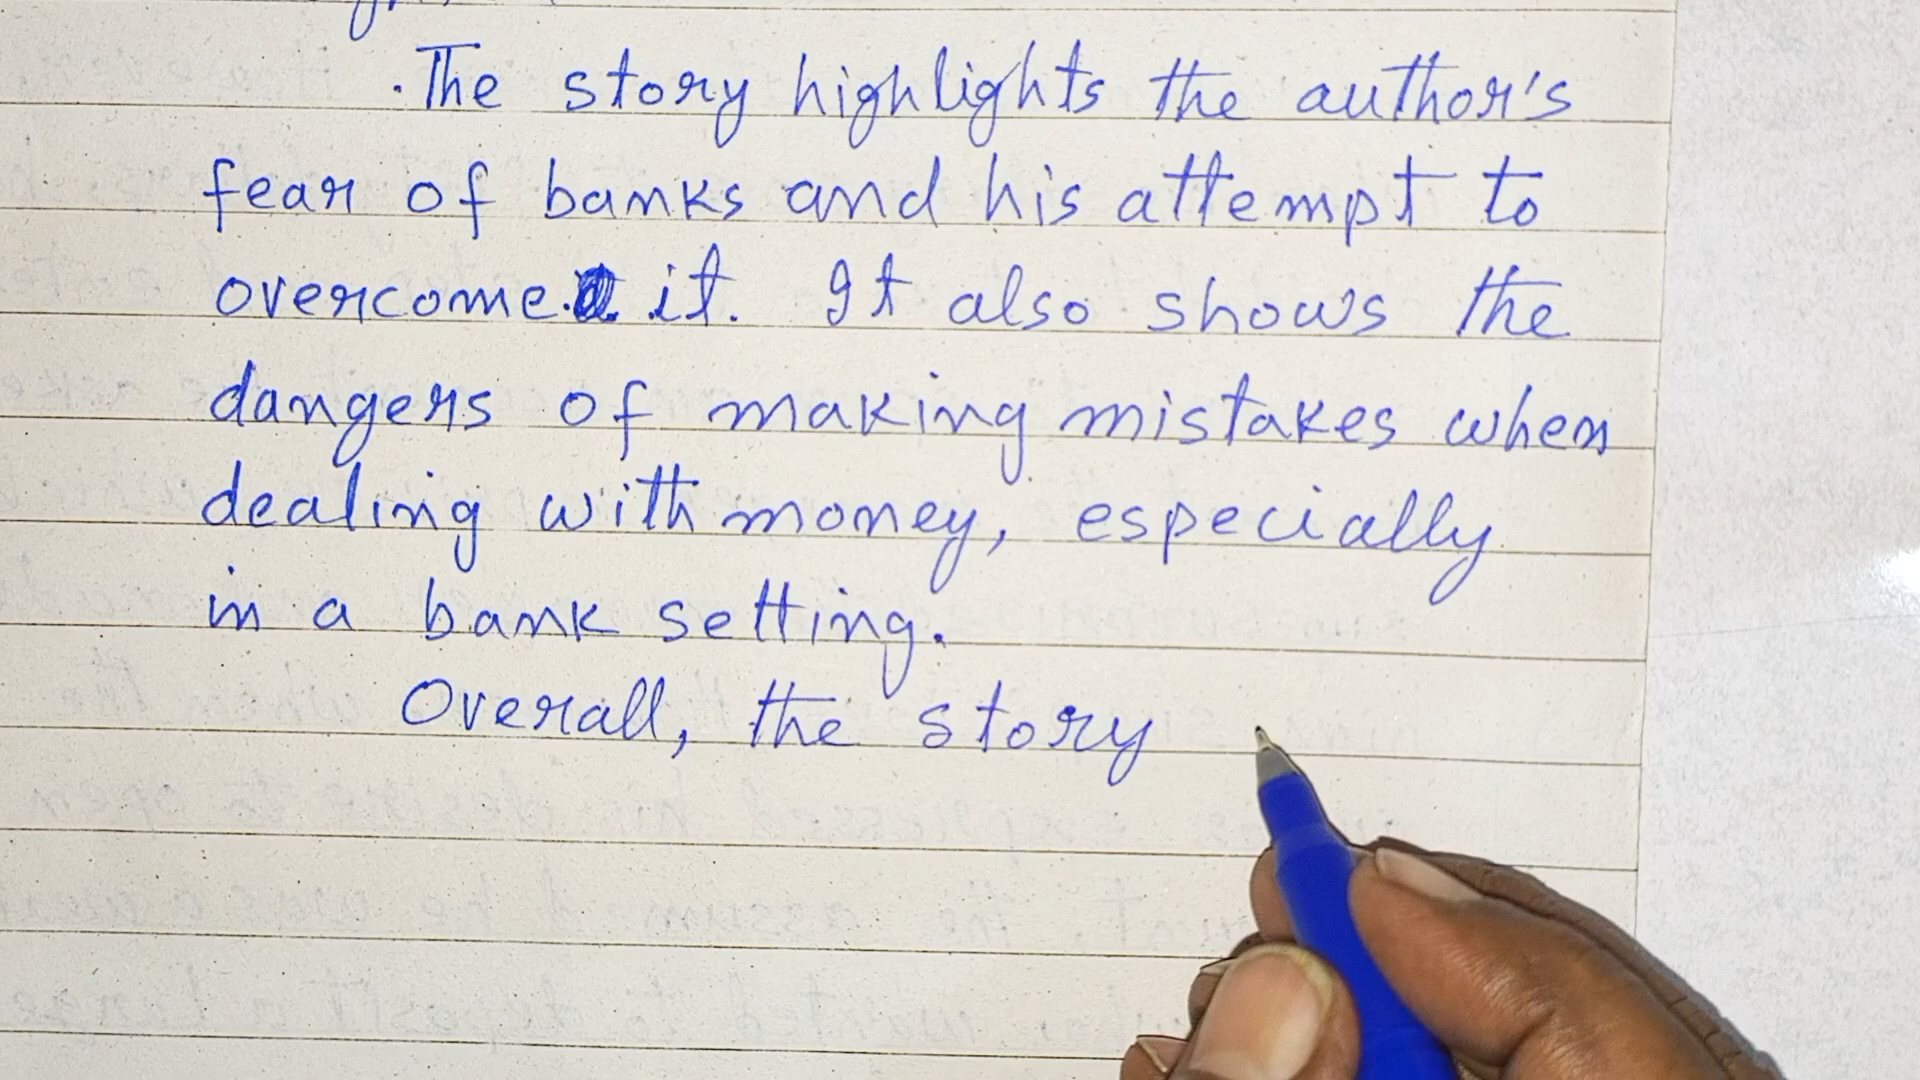 The story highlights the author's
fear of banks and his attempt to
overcome it. It also shows the
dangers of making mistakes when
dealing with money, especially
in a bank setting.
Overall, the story